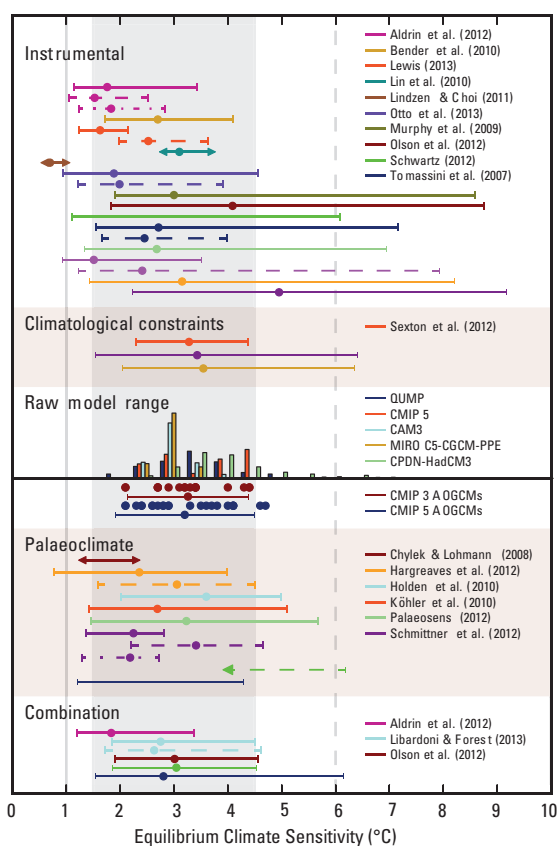 Instrumental
Aldrin et al. (2012)
Bender et al. (2010)
Lewis (2013)
Lin et al. (2010)
Lindzen & Choi (2011)
Otto et al. (2013)
Murphy et al. (2009)
Olson et al. (2012)
Schwartz (2012)
Tomassini et al. (2007)
Climatological constraints
Sexton et al. (2012)
Raw model range
QUMP
CMIP 5
CAM3
MIRO C5-CGCM-PPE
CPDN-HadCM3
CMIP 3 AOGCMs
CMIP 5 AOGCMs
Palaeoclimate
Chylek & Lohmann (2008)
Hargreaves et al. (2012)
Holden et al. (2010)
Köhler et al. (2010)
Palaeosens (2012)
Schmittner et al. (2012)
Combination
Aldrin et al. (2012)
Libardoni & Forest (2013)
Olson et al. (2012)
0 1 2 3 4 5 6 7 8 9 10
Equilibrium Climate Sensitivity (°C)